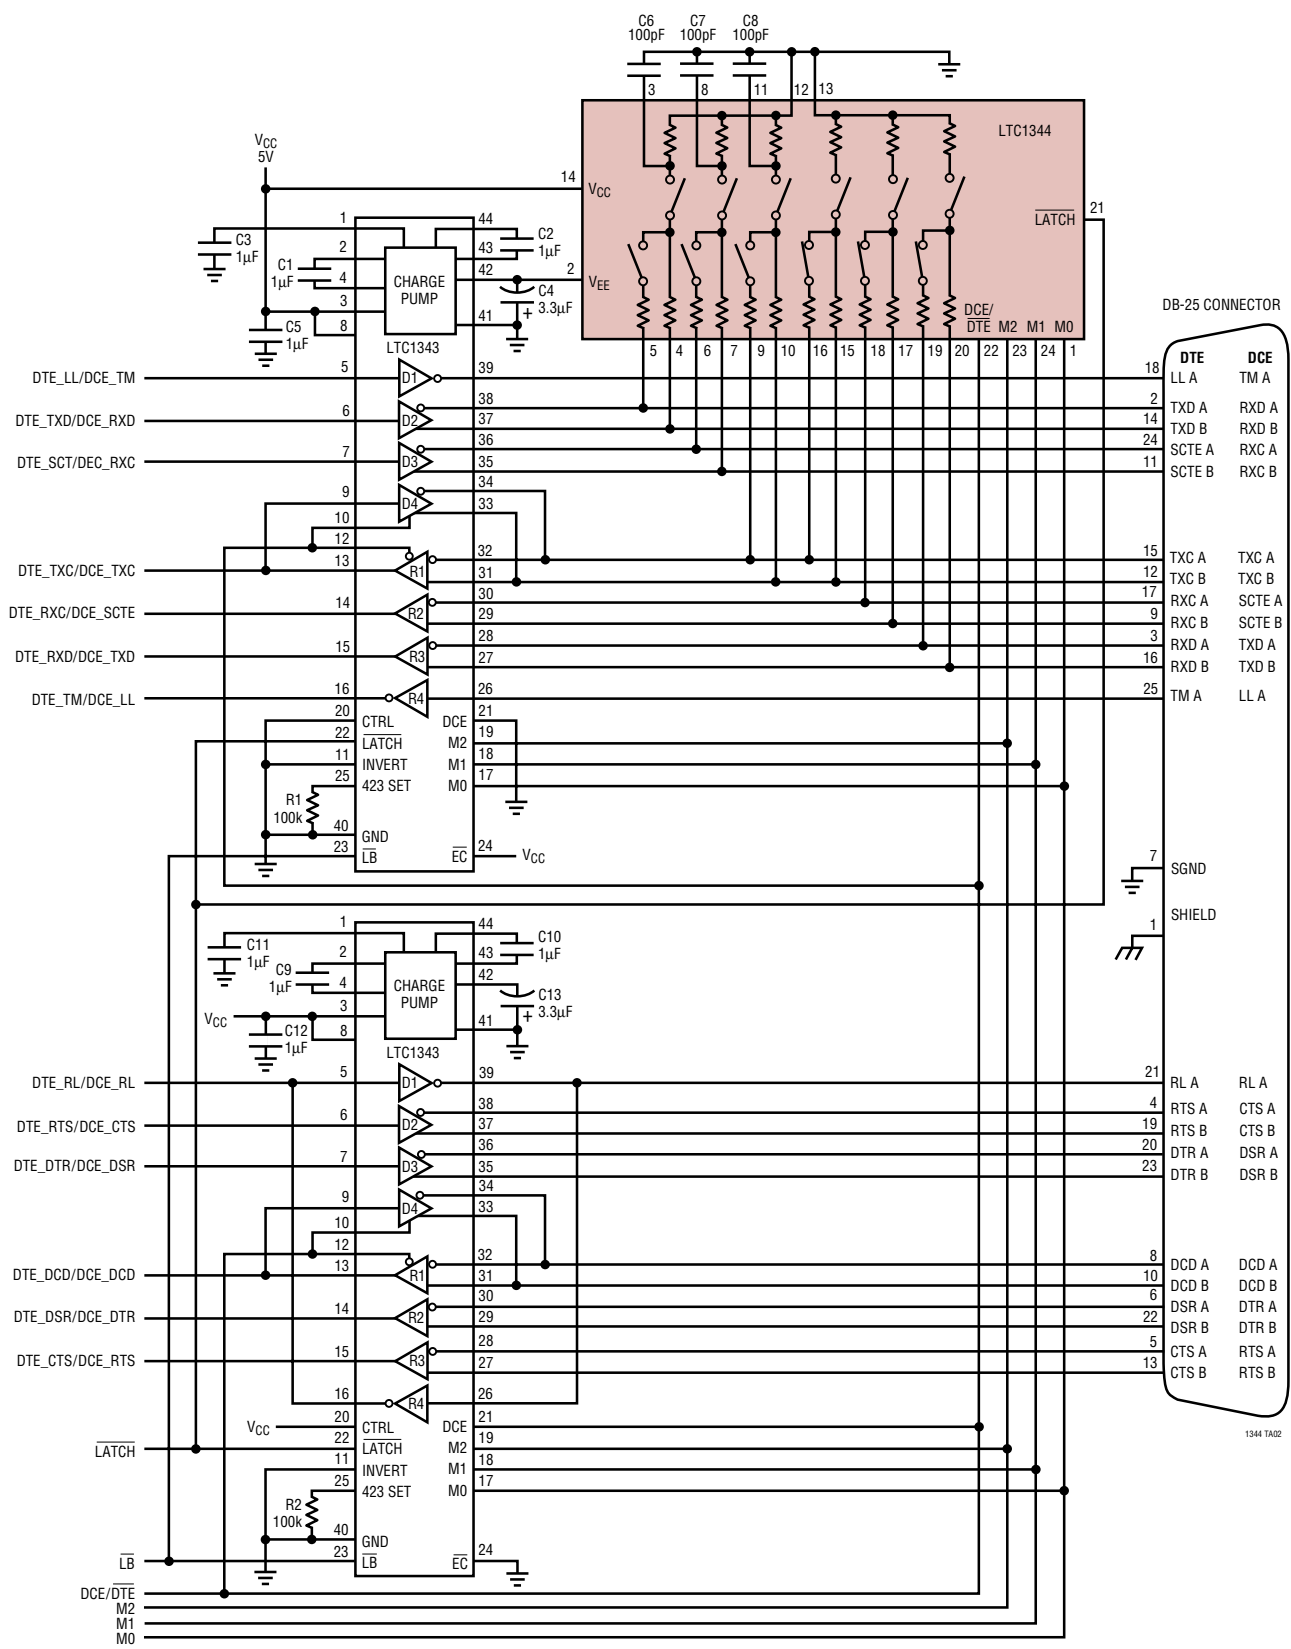 C6 C7 C8
100pF 100pF 100pF
3 8 11 12 13
LTC1344
VCC
5V
14 VCC
21
LATCH
1 44
C3
1µF
2 43
C2
1µF
C1
1µF
4 42
CHARGE
PUMP
2 VEE
C4
3.3µF
+
3 41
C5
1µF
8
LTC1343
DCE/
DTE M2 M1 M0
5 4 6 7 9 10 16 15 18 17 19 20 22 23 24 1
DB-25 CONNECTOR
DTE DCE
DTE_LL/DCE_TM 5 D1 39 18 LL A TM A
38 2 TXD A RXD A
DTE_TXD/DCE_RXD 6 D2 37 14 TXD B RXD B
36 24 SCTE A RXC A
DTE_SCT/DEC_RXC 7 D3 35 11 SCTE B RXC B
34
9 D4 33
10
12 32 15 TXC A TXC A
DTE_TXC/DCE_TXC 13 R1 31 12 TXC B TXC B
30 17 RXC A SCTE A
DTE_RXC/DCE_SCTE 14 R2 29 9 RXC B SCTE B
28 3 RXD A TXD A
DTE_RXD/DCE_TXD 15 R3 27 16 RXD B TXD B
DTE_TM/DCE_LL 16 R4 26 25 TM A LL A
20 CTRL DCE 21
22 LATCH M2 19
11 INVERT M1 18
25 423 SET M0 17
R1
100k
40 GND
23 LB EC 24 VCC
7 SGND
SHIELD
1
1 44
C11
1µF
2 43
C10
1µF
C9
1µF
4 42
CHARGE
PUMP
C13
3.3µF
+
VCC 3 41
C12
1µF
8
LTC1343
DTE_RL/DCE_RL 5 D1 39 21 RL A RL A
38 4 RTS A CTS A
DTE_RTS/DCE_CTS 6 D2 37 19 RTS B CTS B
36 20 DTR A DSR A
DTE_DTR/DCE_DSR 7 D3 35 23 DTR B DSR B
34
9 D4 33
10
12 32 8 DCD A DCD A
DTE_DCD/DCE_DCD 13 R1 31 10 DCD B DCD B
30 6 DSR A DTR A
DTE_DSR/DCE_DTR 14 R2 29 22 DSR B DTR B
28 5 CTS A RTS A
DTE_CTS/DCE_RTS 15 R3 27 13 CTS B RTS B
16 R4 26
VCC 20 CTRL DCE 21
LATCH 22 LATCH M2 19
11 INVERT M1 18
25 423 SET M0 17
R2
100k
40 GND
LB 23 LB EC 24
DCE/DTE
M2
M1
M0
1344 TA02